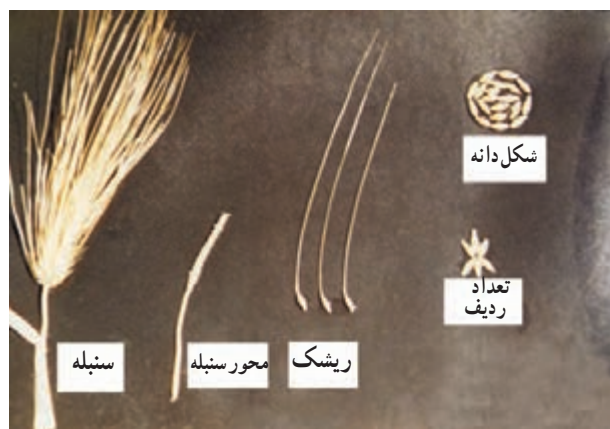 شکل دانه
تعداد
ردیف
ریشک
محور سنبله
سنبله